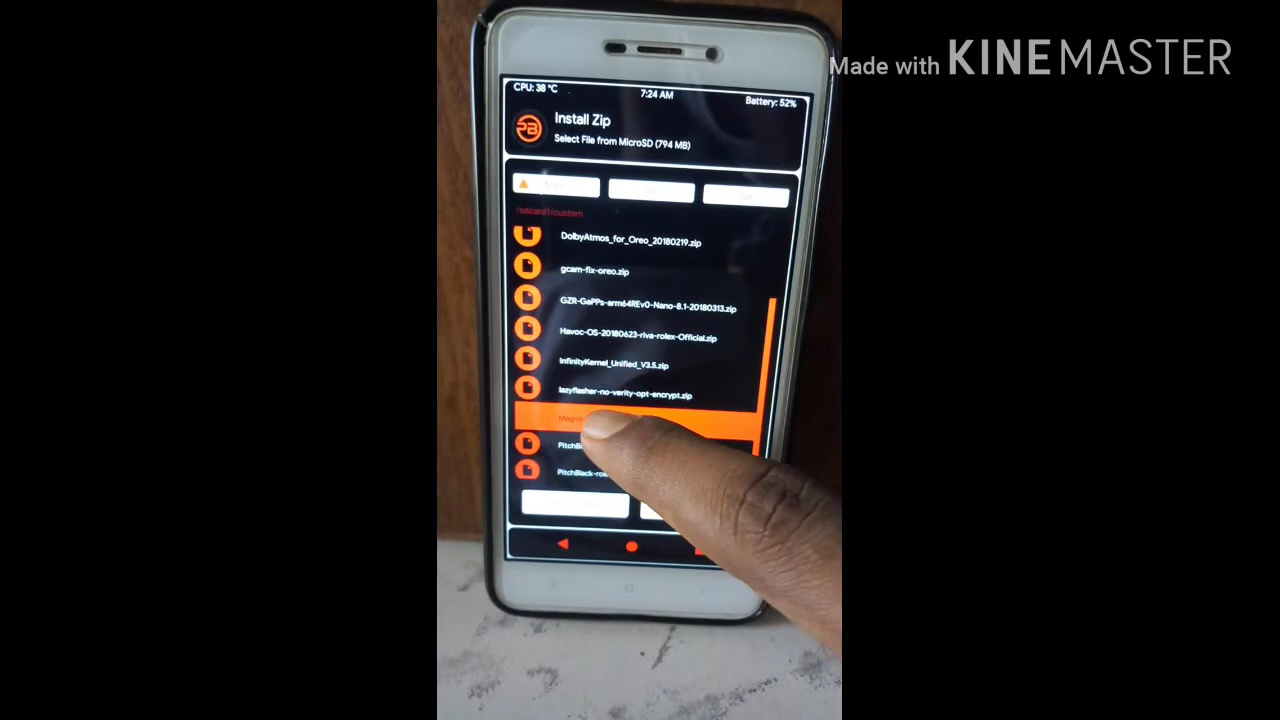 Made with KINEMASTER
CPU: 38 °C
7:24 AM
Battery: 52%
Install Zip
Select File from MicroSD (794 MB)
/sdcard1/custom
DolbyAtmos_for_Oreo_20180219.zip
gcam-fix-oreo.zip
GZR-GaPPs-arm64REv0-Nano-8.1-20180313.zip
Havoc-OS-20180623-riva-rolex-Official.zip
InfinityKernel_Unified_V3.5.zip
lazyflasher-no-verity-opt-encrypt.zip